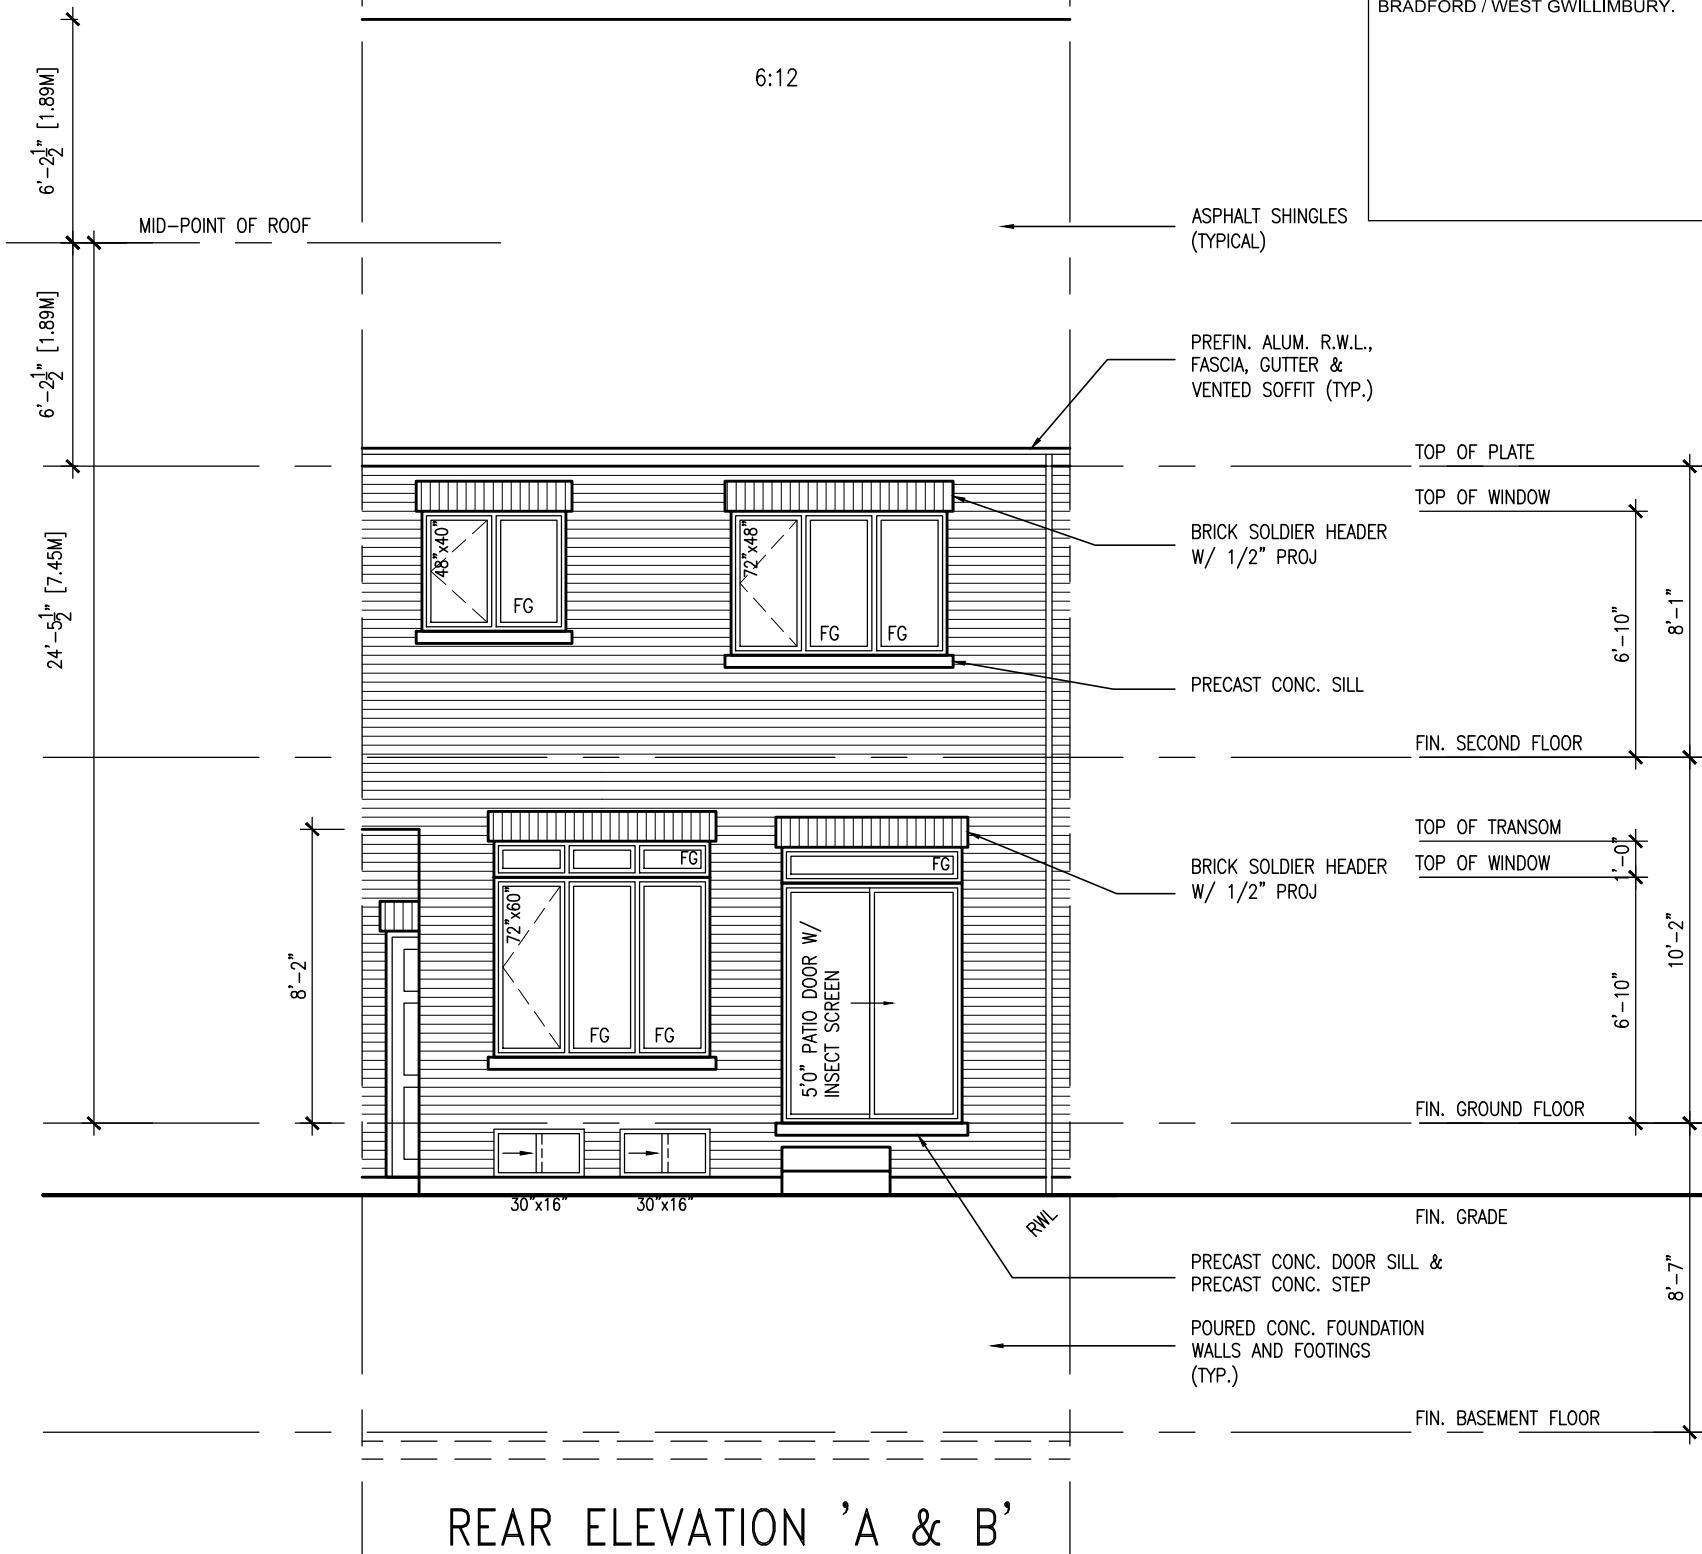 BRADFORD / WEST GWILLIMBURY.
6:12
6'-2 1/2" [1.89M]
MID-POINT OF ROOF
ASPHALT SHINGLES
(TYPICAL)
6'-2 1/2" [1.89M]
PREFIN. ALUM. R.W.L.,
FASCIA, GUTTER &
VENTED SOFFIT (TYP.)
TOP OF PLATE
TOP OF WINDOW
BRICK SOLDIER HEADER
W/ 1/2" PROJ
48"x40"
FG
72"x48"
FG
FG
24'-5 1/2" [7.45M]
6'-10"
8'-1"
PRECAST CONC. SILL
FIN. SECOND FLOOR
TOP OF TRANSOM
TOP OF WINDOW
1'-0"
BRICK SOLDIER HEADER
W/ 1/2" PROJ
FG
FG
72"x60"
FG
FG
5'0" PATIO DOOR W/
INSECT SCREEN
8'-2"
10'-2"
6'-10"
FIN. GROUND FLOOR
30"x16"
30"x16"
RWL
FIN. GRADE
PRECAST CONC. DOOR SILL &
PRECAST CONC. STEP
8'-7"
POURED CONC. FOUNDATION
WALLS AND FOOTINGS
(TYP.)
FIN. BASEMENT FLOOR
REAR ELEVATION 'A & B'